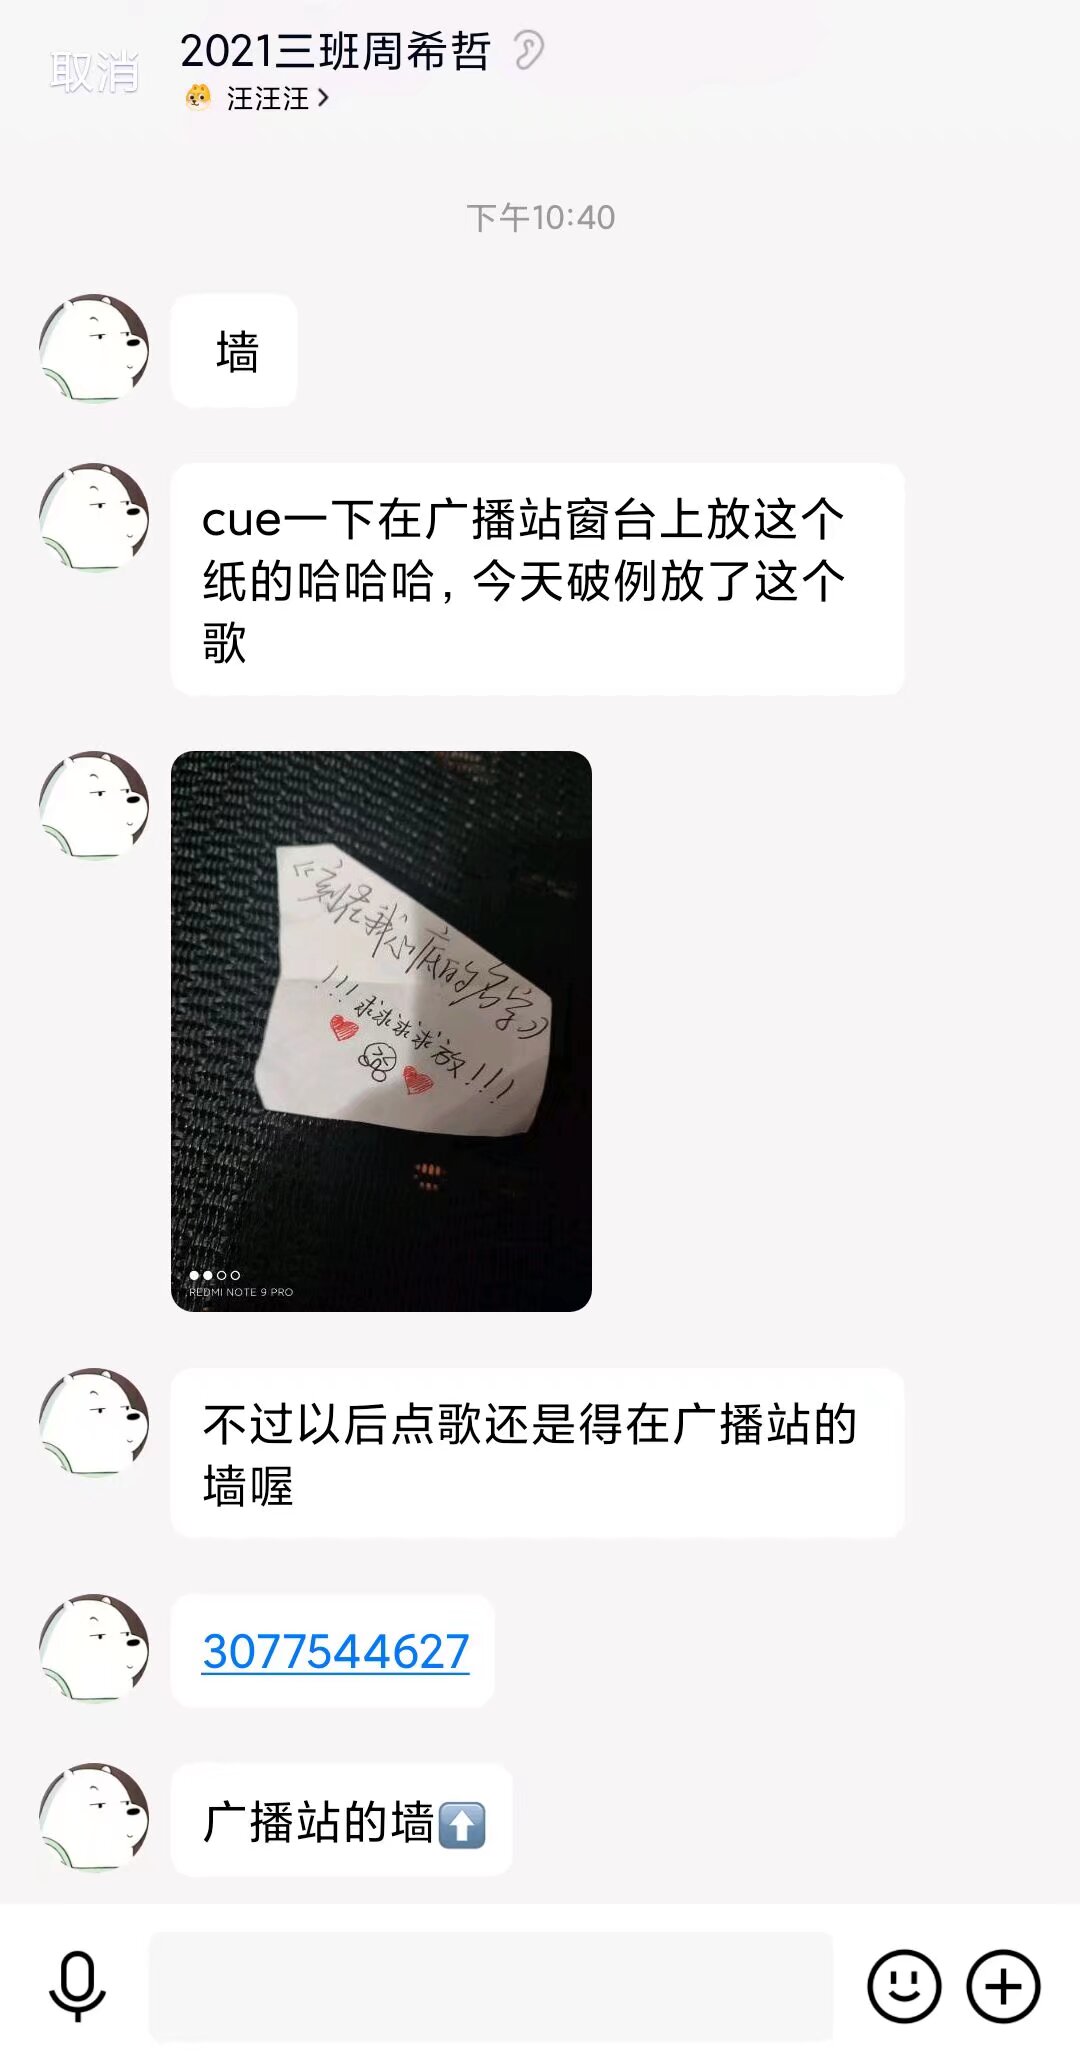 取消
2021三班周希哲
汪汪汪
下午10:40
墙
cue一下在广播站窗台上放这个
纸的哈哈哈，今天破例放了这个
歌
《刻在我心底的名字》
！！！求求求求放！！！
REDMI NOTE 9 PRO
不过以后点歌还是得在广播站的
墙喔
3077544627
广播站的墙⬆️